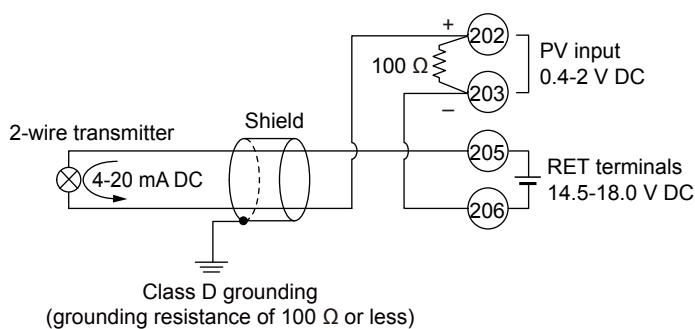 +
202
100 Ω
PV input
0.4-2 V DC
203
–
2-wire transmitter
Shield
205
4-20 mA DC
RET terminals
14.5-18.0 V DC
206
Class D grounding
(grounding resistance of 100 Ω or less)